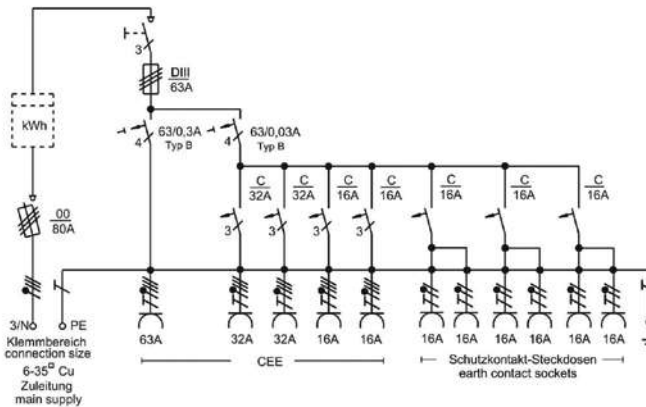 3
DIII
63A
kWh
4
63/0,3A
Typ B
4
63/0,03A
Typ B
C
32A
C
32A
C
16A
C
16A
C
16A
C
16A
C
16A
00
80A
3
3
3
3
3/N
PE
63A
32A
32A
16A
16A
16A
16A
16A
16A
16A
16A
Klemmbereich
connection size
6-35□ Cu
Zuleitung
main supply
CEE
Schutzkontakt-Steckdosen
earth contact sockets